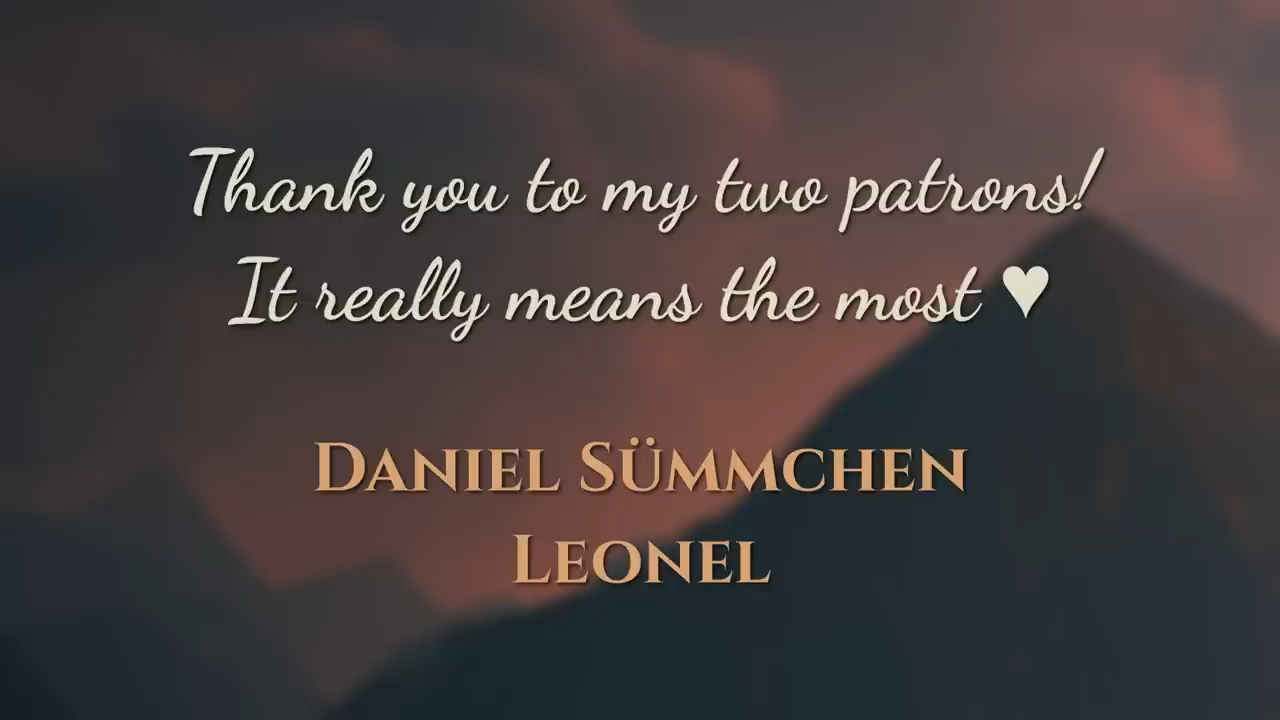 Thank you to my two patrons!
It really means the most ♥
Daniel Sümmchen
Leonel